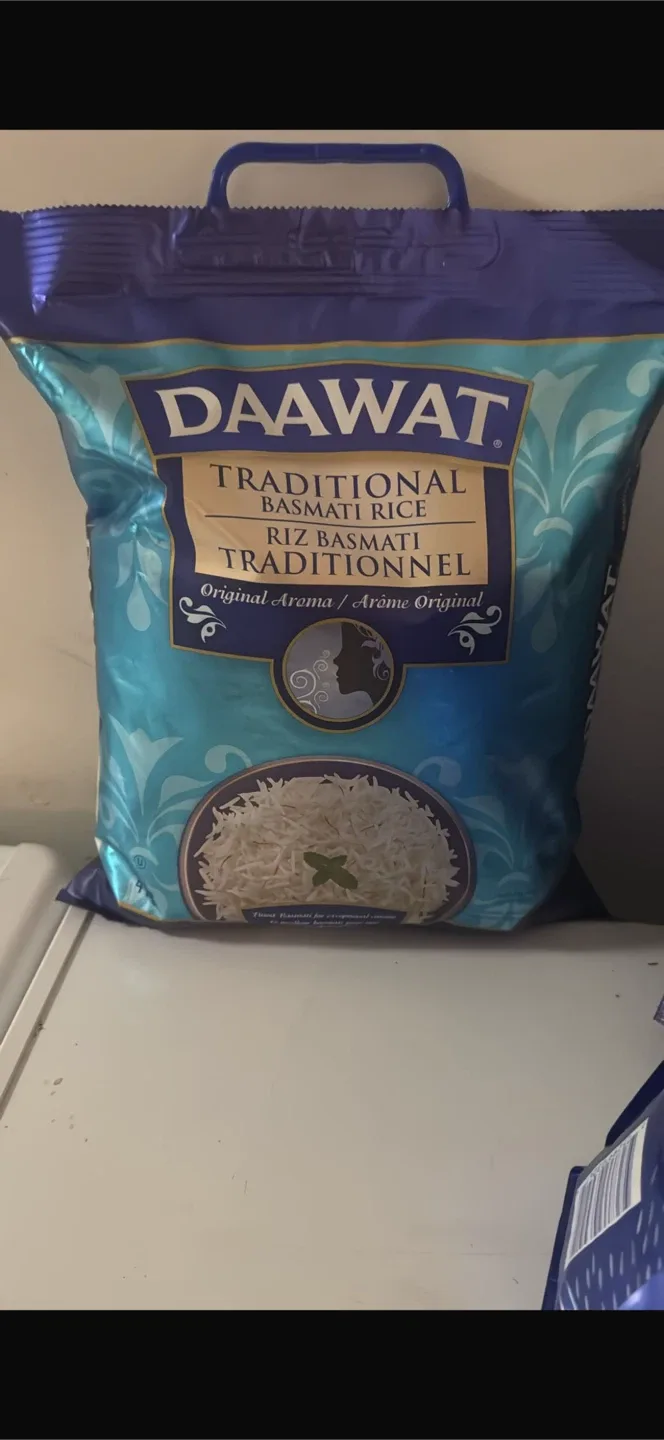 DAAWAT®
TRADITIONAL
BASMATI RICE
RIZ BASMATI
TRADITIONNEL
Original Aroma / Arôme Original
DAAWAT